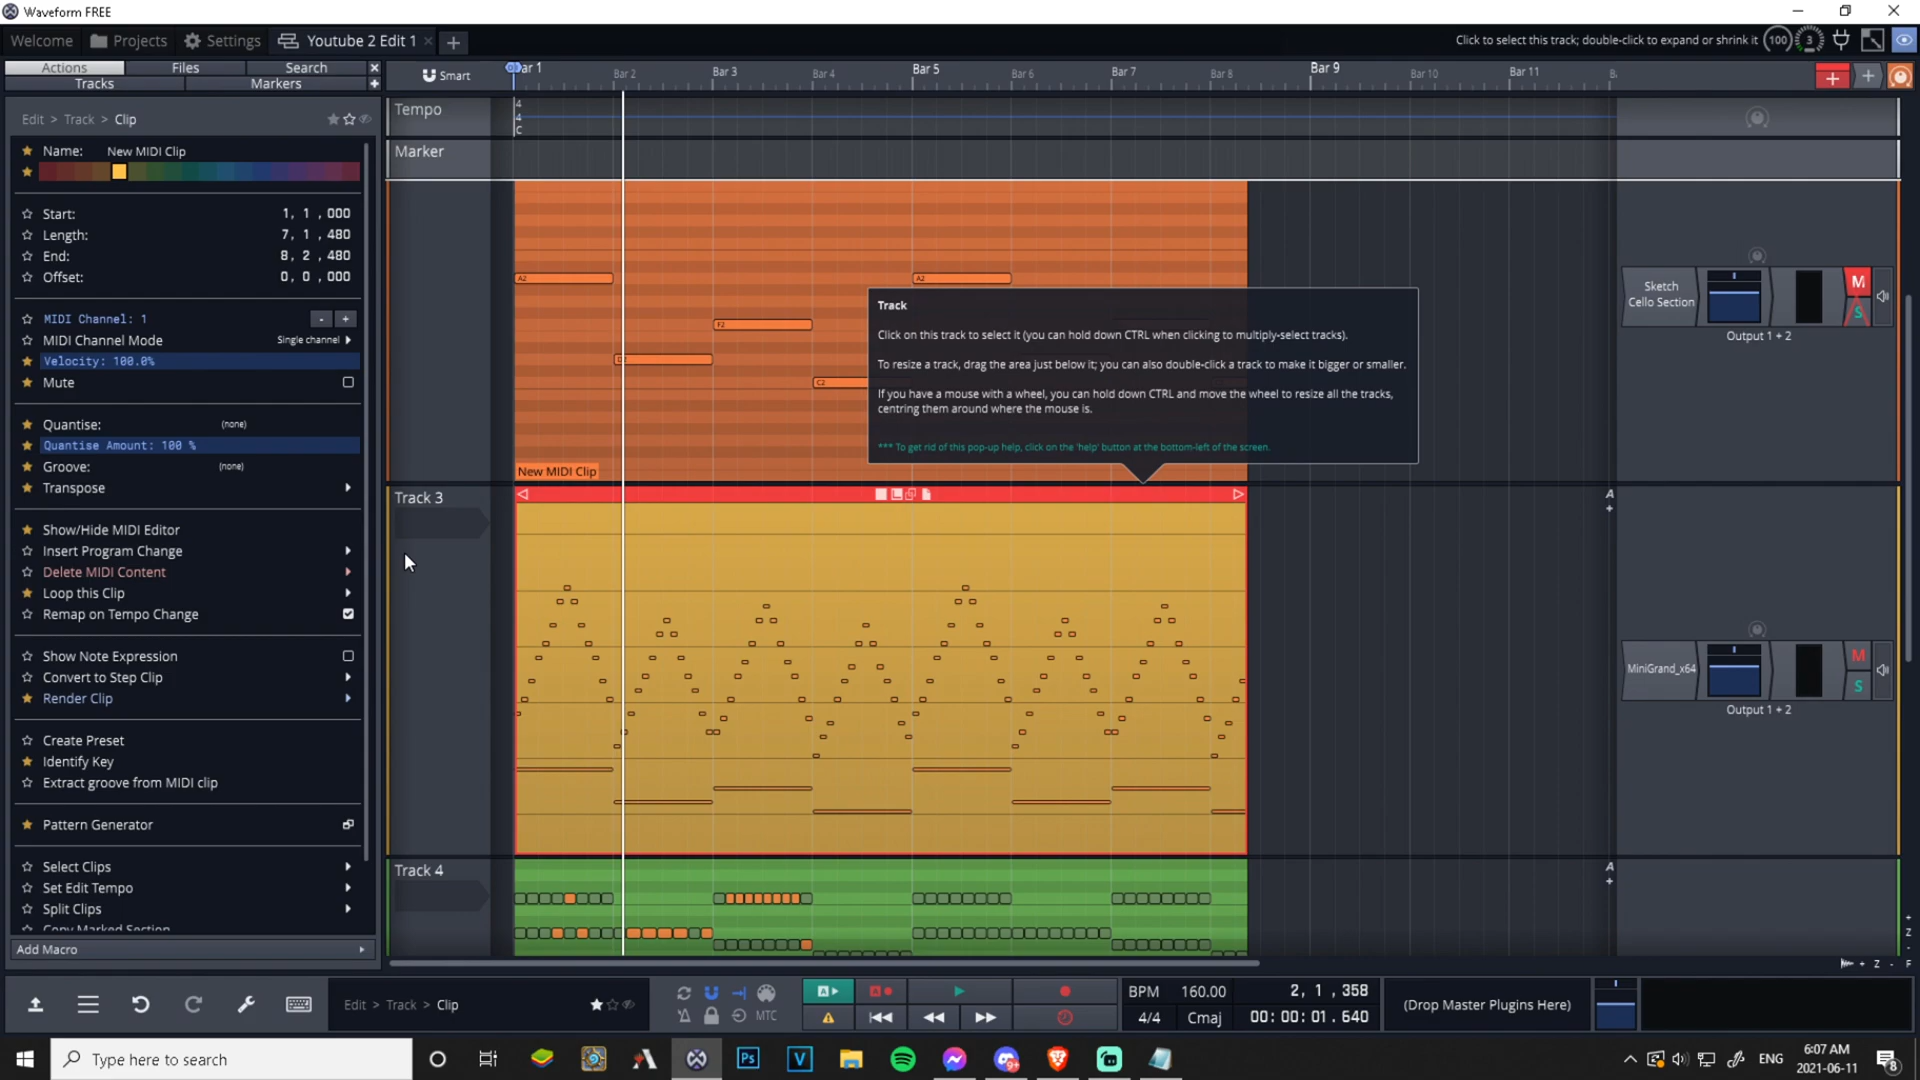 Waveform FREE
Welcome
Projects
Settings
Youtube 2 Edit 1
Click to select this track; double-click to expand or shrink it
100
3
Actions
Files
Search
Tracks
Markers
Smart
Bar 2
Bar 3
Bar 4
Bar 5
Bar 6
Bar 7
Bar 8
Bar 9
Bar 10
Bar 11
Edit > Track > Clip
Name: New MIDI Clip
Start: 1, 1, 000
Length: 7, 1, 480
End: 8, 2, 480
Offset: 0, 0, 000
MIDI Channel: 1 - +
MIDI Channel Mode Single channel
Velocity: 100.0%
Mute
Quantise: (none)
Quantise Amount: 100 %
Groove: (none)
Transpose
Show/Hide MIDI Editor
Insert Program Change
Delete MIDI Content
Loop this Clip
Remap on Tempo Change
Show Note Expression
Convert to Step Clip
Render Clip
Create Preset
Identify Key
Extract groove from MIDI clip
Pattern Generator
Select Clips
Set Edit Tempo
Split Clips
Copy Marked Section
Add Macro
Tempo
4
4
C
Marker
A2
A2
F2
C2
New MIDI Clip
Track
Click on this track to select it (you can hold down CTRL when clicking to multiply-select tracks).
To resize a track, drag the area just below it; you can also double-click a track to make it bigger or smaller.
If you have a mouse with a wheel, you can hold down CTRL and move the wheel to resize all the tracks,
centring them around where the mouse is.
*** To get rid of this pop-up help, click on the 'help' button at the bottom-left of the screen.
Track 3
A
Track 4
A
Sketch
Cello Section
M
S
Output 1 + 2
MiniGrand_x64
M
S
Output 1 + 2
Z
+ Z - F
Edit > Track > Clip
MTC
A
A
BPM 160.00
4/4 Cmaj
2, 1, 358
00: 00: 01. 640
(Drop Master Plugins Here)
Type here to search
Ps
V
9+
ENG
6:07 AM
2021-06-11
8